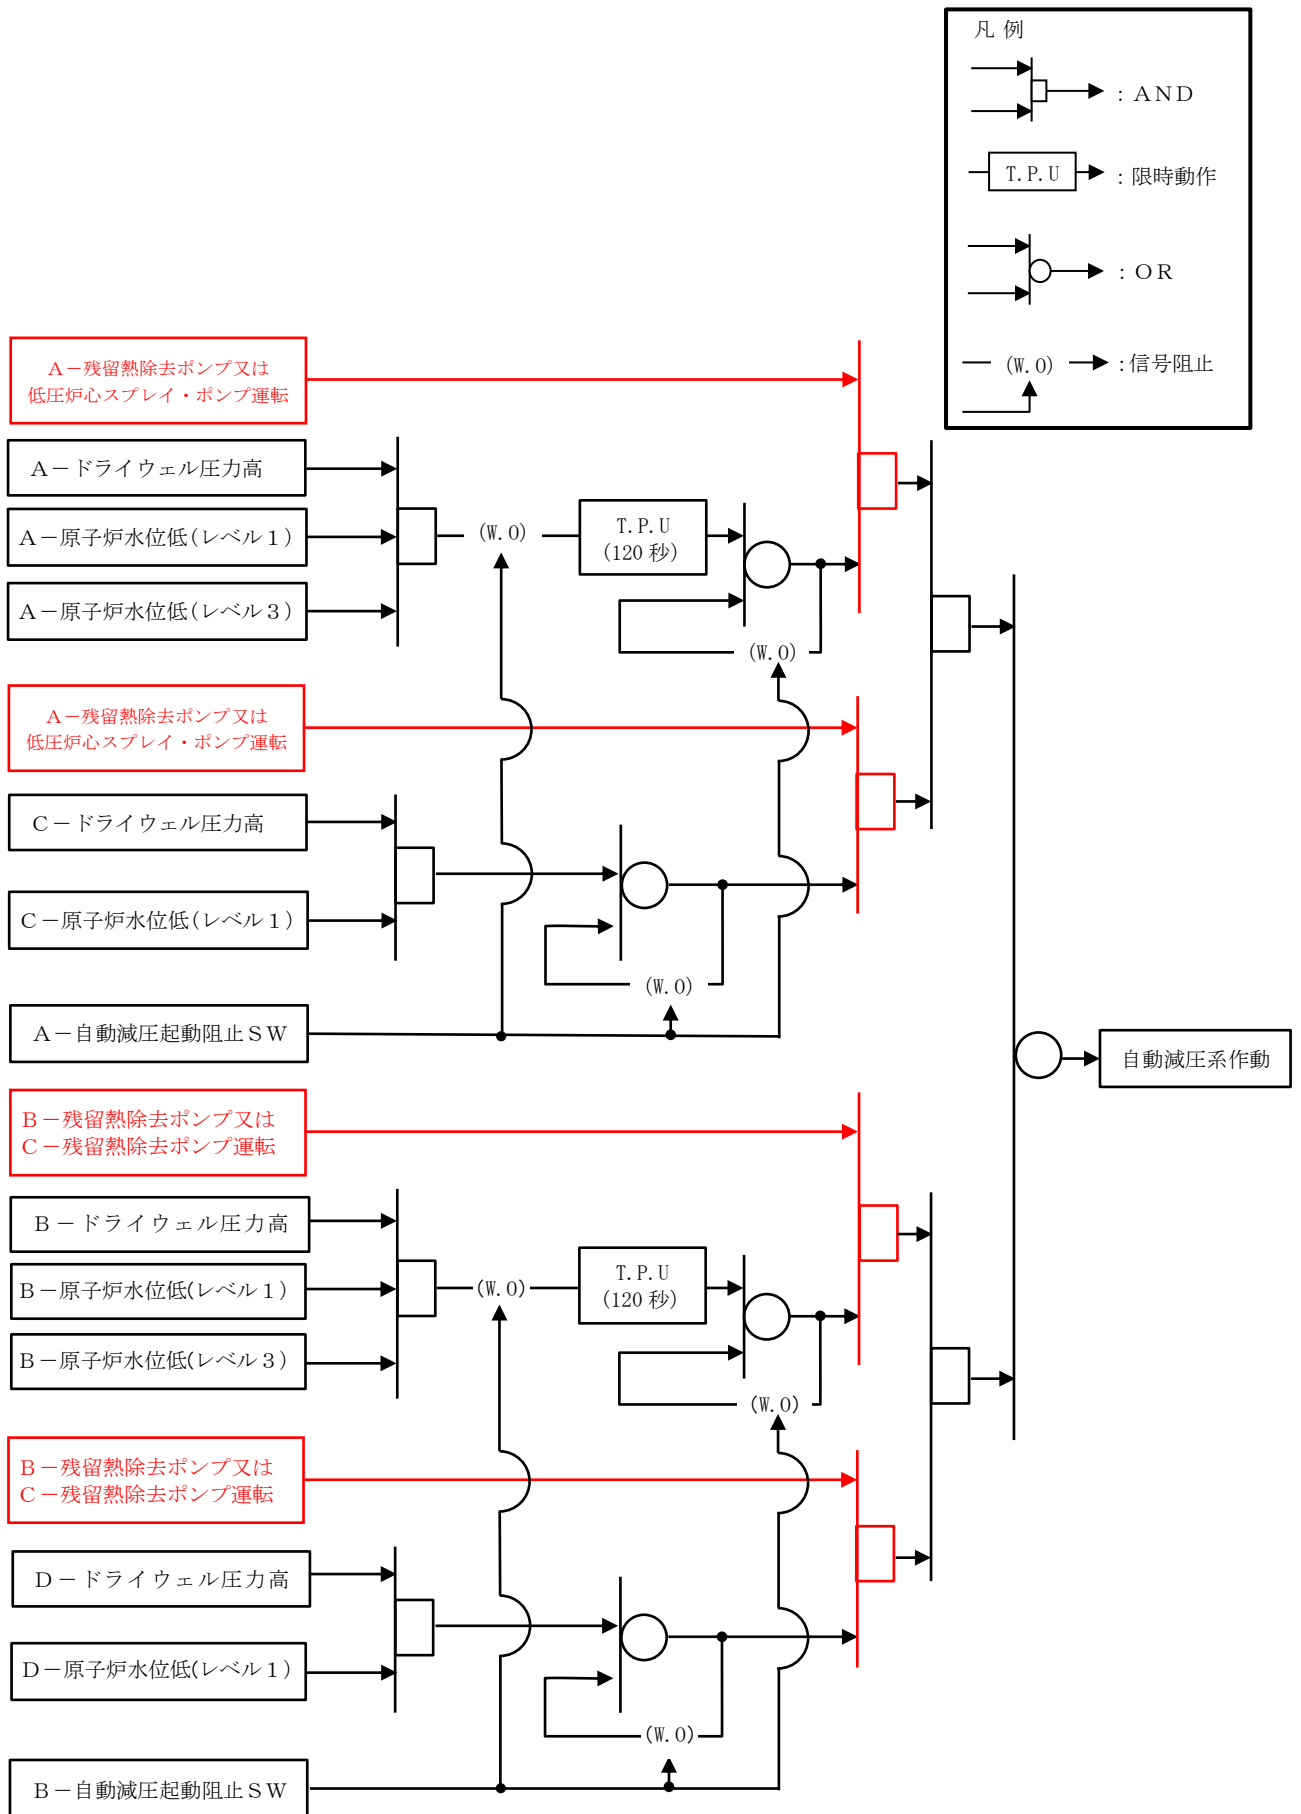 凡 例
：ＡＮＤ
T.P.U
：限時動作
：ＯＲ
(W.O)
：信号阻止
Ａ－残留熱除去ポンプ又は
低圧炉心スプレイ・ポンプ運転
Ａ－ドライウェル圧力高
Ａ－原子炉水位低(レベル１)
Ａ－原子炉水位低(レベル３)
(W.O)
T.P.U
(120 秒)
(W.O)
Ａ－残留熱除去ポンプ又は
低圧炉心スプレイ・ポンプ運転
Ｃ－ドライウェル圧力高
Ｃ－原子炉水位低(レベル１)
(W.O)
Ａ－自動減圧起動阻止ＳＷ
自動減圧系作動
Ｂ－残留熱除去ポンプ又は
Ｃ－残留熱除去ポンプ運転
Ｂ－ドライウェル圧力高
Ｂ－原子炉水位低(レベル１)
Ｂ－原子炉水位低(レベル３)
(W.O)
T.P.U
(120 秒)
(W.O)
Ｂ－残留熱除去ポンプ又は
Ｃ－残留熱除去ポンプ運転
Ｄ－ドライウェル圧力高
Ｄ－原子炉水位低(レベル１)
(W.O)
Ｂ－自動減圧起動阻止ＳＷ